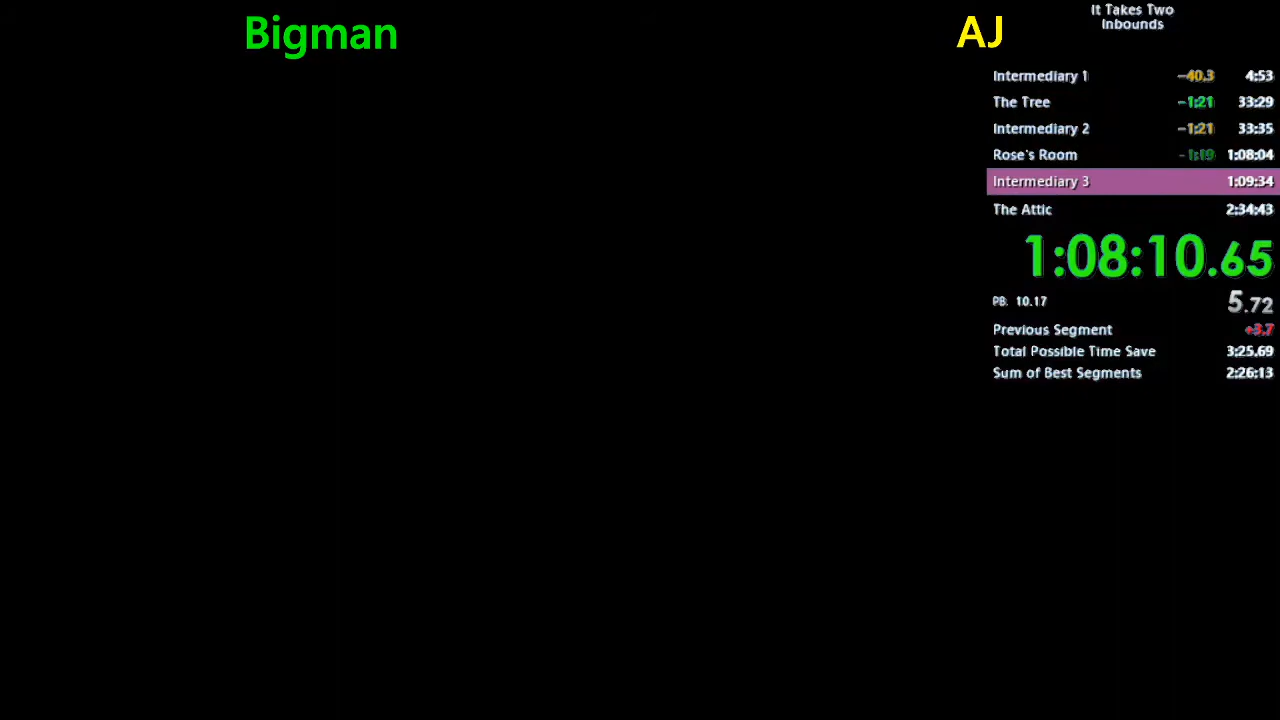 Bigman
AJ
It Takes Two
Inbounds
Intermediary 1 -40.3 4:53
The Tree -1:21 33:29
Intermediary 2 -1:21 33:35
Rose's Room -1:19 1:08:04
Intermediary 3 1:09:34
The Attic 2:34:43
1:08:10.65
PB: 10.17 5.72
Previous Segment +3.7
Total Possible Time Save 3:25.69
Sum of Best Segments 2:26:13